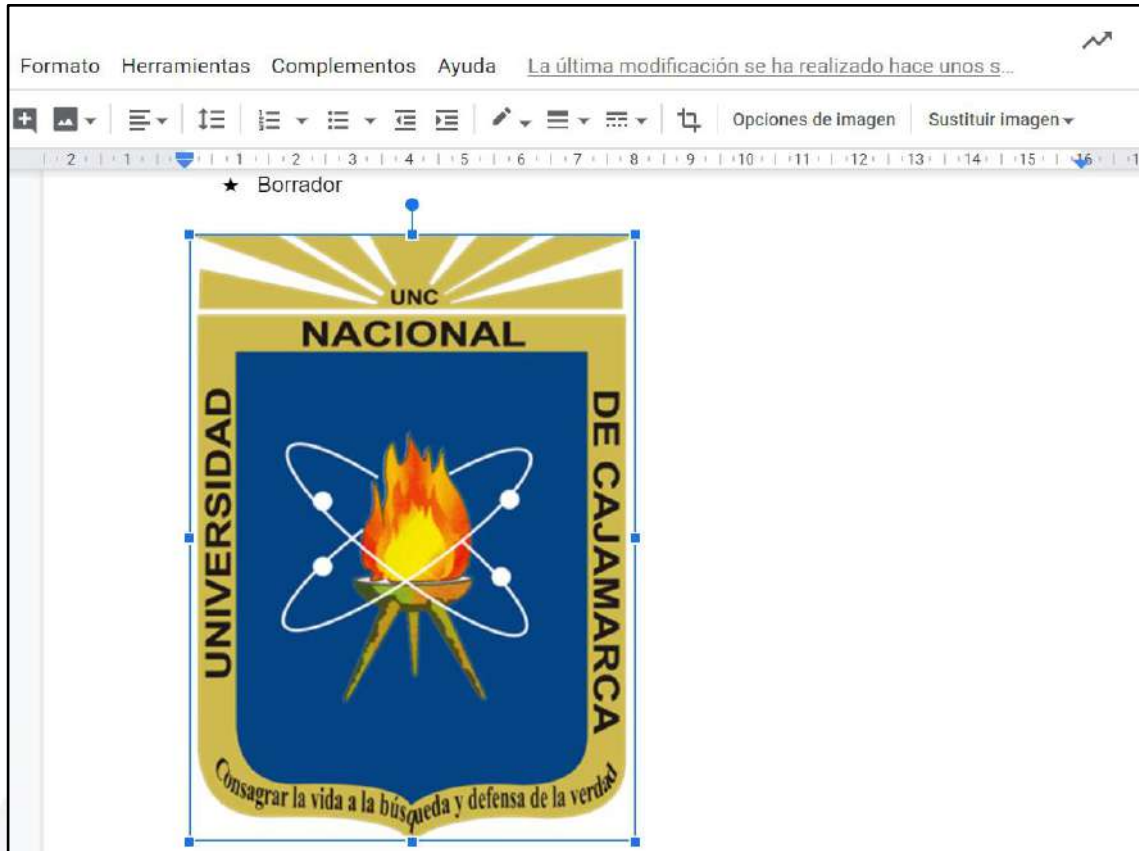 Formato Herramientas Complementos Ayuda La última modificación se ha realizado hace unos s...
Opciones de imagen Sustituir imagen
2 1 1 2 3 4 5 6 7 8 9 10 11 12 13 14 15 16
★ Borrador
UNC
NACIONAL
UNIVERSIDAD
DE CAJAMARCA
Consagrar la vida a la búsqueda y defensa de la verdad